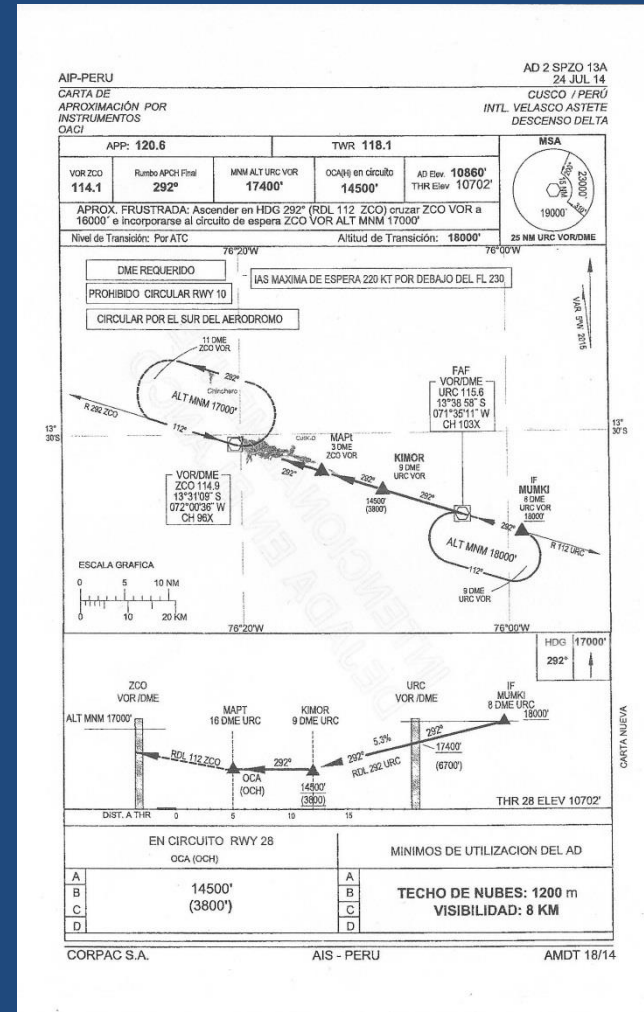 AD 2 SPZO 13A
AIP-PERU
24 JUL 14
CARTA DE
APROXIMACIÓN POR
INSTRUMENTOS
OACI
CUSCO / PERÚ
INTL. VELASCO ASTETE
DESCENSO DELTA
APP: 120.6
TWR 118.1
MSA
VOR ZCO
114.1
Rumbo APCH Final
292°
MNM ALT URC VOR
17400'
OCA(H) en circuito
14500'
AD Elev. 10860'
THR Elev 10702'
23000'
19000'
25 NM URC VOR/DME
APROX. FRUSTRADA: Ascender en HDG 292° (RDL 112 ZCO) cruzar ZCO VOR a
16000' e incorporarse al circuito de espera ZCO VOR ALT MNM 17000'
Nivel de Transición: Por ATC
Altitud de Transición: 18000'
76°20'W
76°00'W
DME REQUERIDO
IAS MAXIMA DE ESPERA 220 KT POR DEBAJO DEL FL 230
PROHIBIDO CIRCULAR RWY 10
CIRCULAR POR EL SUR DEL AERODROMO
VAR 5°W 2015
11 DME
ZCO VOR
292°
Chinchero
ALT MNM 17000'
R 292 ZCO
112°
FAF
VOR/DME
URC 115.6
13°38 58" S
071°35'11" W
CH 103X
13°
30'S
13°
30'S
MAPt
3 DME
ZCO VOR
KIMOR
9 DME
URC VOR
292°
292°
292°
14500'
(3800')
IF
MUMKI
8 DME
URC VOR
18000'
292°
R 112 URC
VOR/DME
ZCO 114.9
13°31'09" S
072°00'36" W
CH 96X
ALT MNM 18000'
112°
9 DME
URC VOR
ESCALA GRAFICA
0 5 10 NM
0 10 20 KM
76°20'W
76°00'W
HDG 17000'
292°
ZCO
VOR /DME
MAPT
16 DME URC
KIMOR
9 DME URC
URC
VOR /DME
IF
MUMKI
8 DME URC
18000'
ALT MNM 17000'
RDL 112 ZCO
292°
OCA
(OCH)
14500'
(3800)
292°
5.3%
RDL 292 URC
292°
17400'
(6700')
CARTA NUEVA
THR 28 ELEV 10702'
DIST. A THR 0 5 10 15
EN CIRCUITO RWY 28
OCA (OCH)
MINIMOS DE UTILIZACION DEL AD
A
B
C
D
14500'
(3800')
A
B
C
D
TECHO DE NUBES: 1200 m
VISIBILIDAD: 8 KM
CORPAC S.A.
AIS - PERU
AMDT 18/14